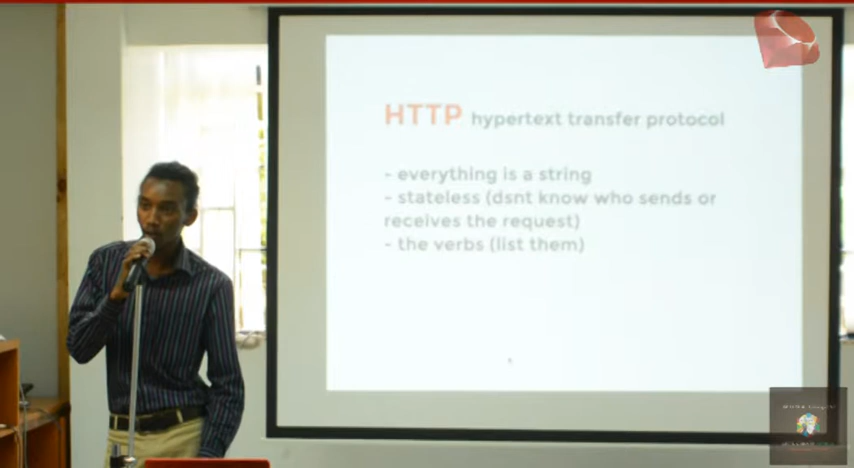 HTTP hypertext transfer protocol
- everything is a string
- stateless (dsnt know who sends or
receives the request)
- the verbs (list them)